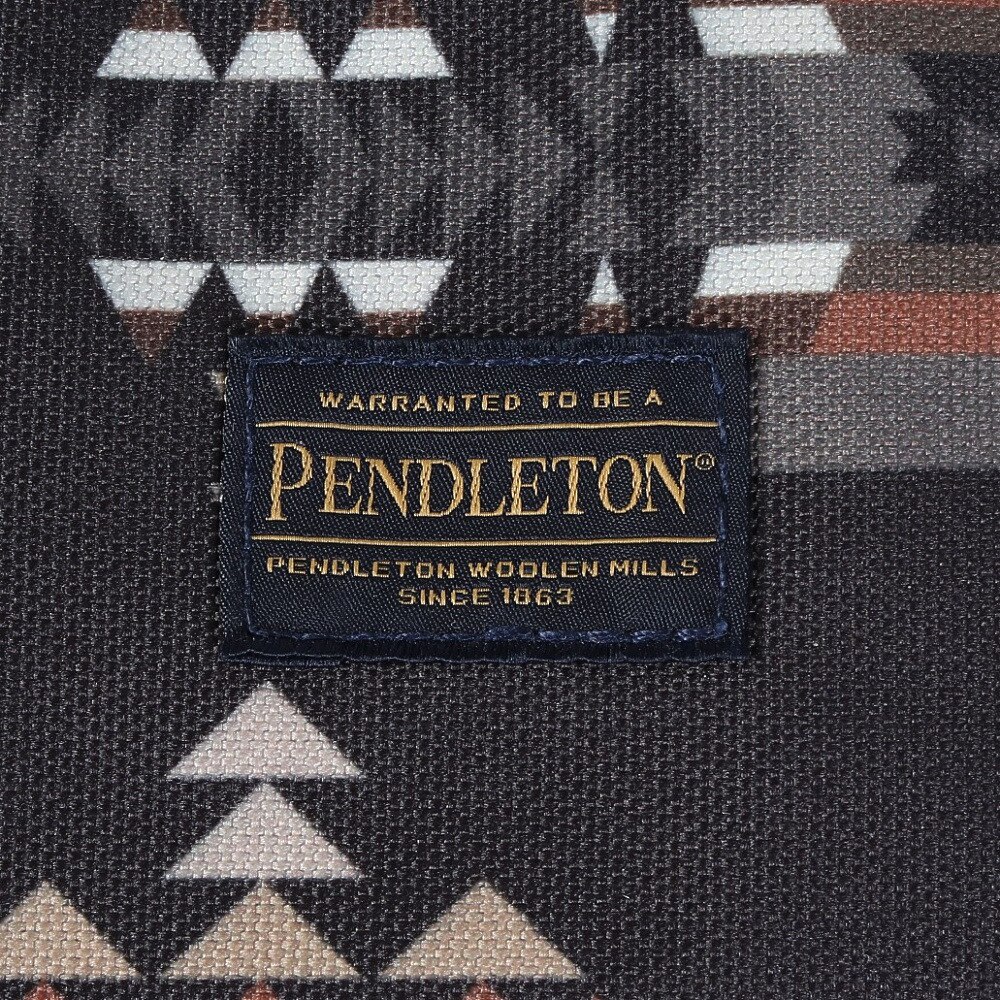 WARRANTED TO BE A
PENDLETON®
PENDLETON WOOLEN MILLS
SINCE 1863